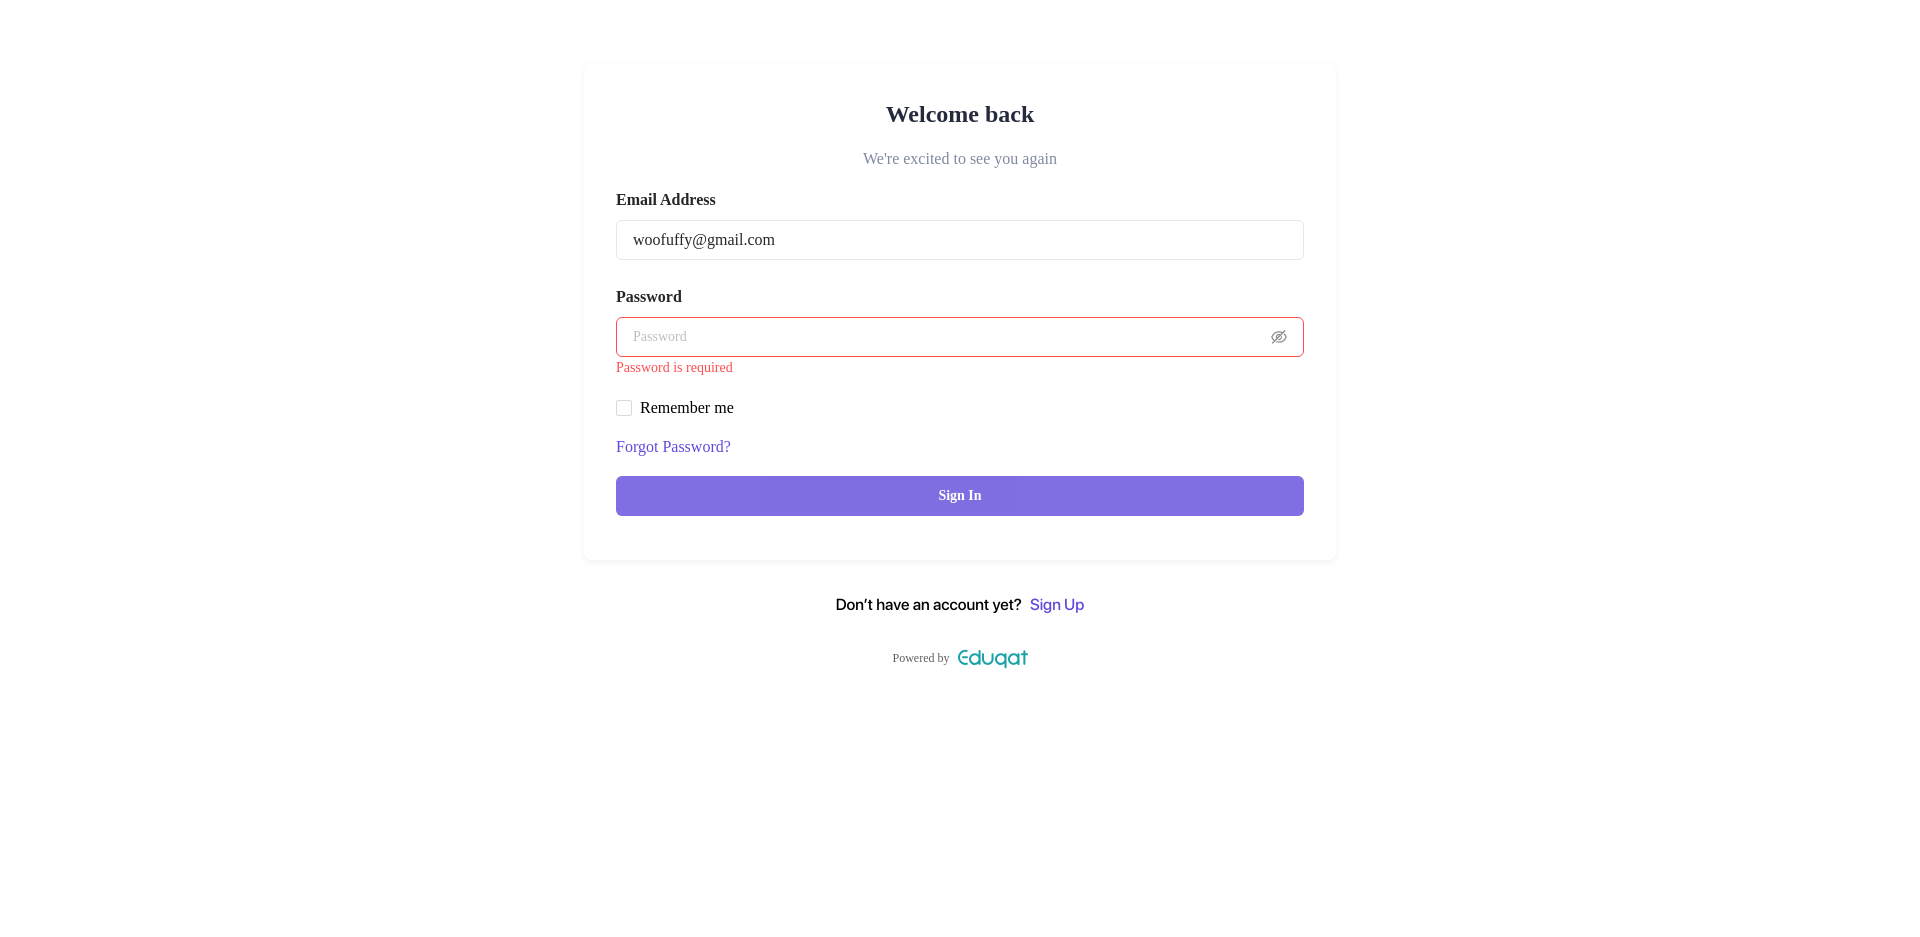 Welcome back
We're excited to see you again
Email Address
woofuffy@gmail.com
Password
Password
Password is required
Remember me
Forgot Password?
Sign In
Don’t have an account yet? Sign Up
Powered by Eduqat